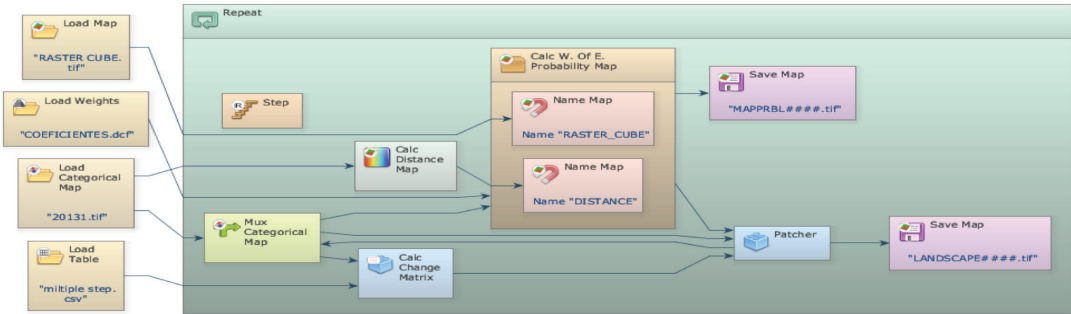 Load Map
"RASTER CUBE.
tif"
Load Weights
"COEFICIENTES.dcf"
Load
Categorical
Map
"20131.tif"
Load
Table
"miltiple step.
csv"
Repeat
Step
Calc
Distance
Map
Mux
Categorical
Map
Calc
Change
Matrix
Calc W. Of E.
Probability Map
Name Map
Name "RASTER_CUBE"
Name Map
Name "DISTANCE"
Save Map
"MAPPRBL####.tif"
Patcher
Save Map
"LANDSCAPE####.tif"